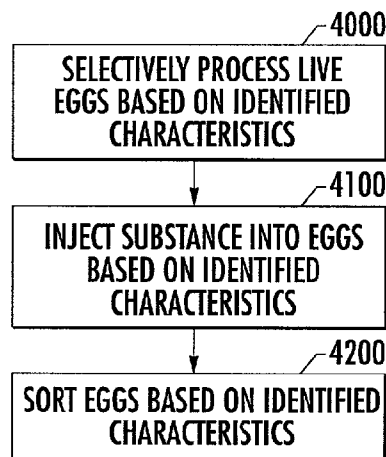 4000
SELECTIVELY PROCESS LIVE
EGGS BASED ON IDENTIFIED
CHARACTERISTICS
4100
INJECT SUBSTANCE INTO EGGS
BASED ON IDENTIFIED
CHARACTERISTICS
4200
SORT EGGS BASED ON IDENTIFIED
CHARACTERISTICS